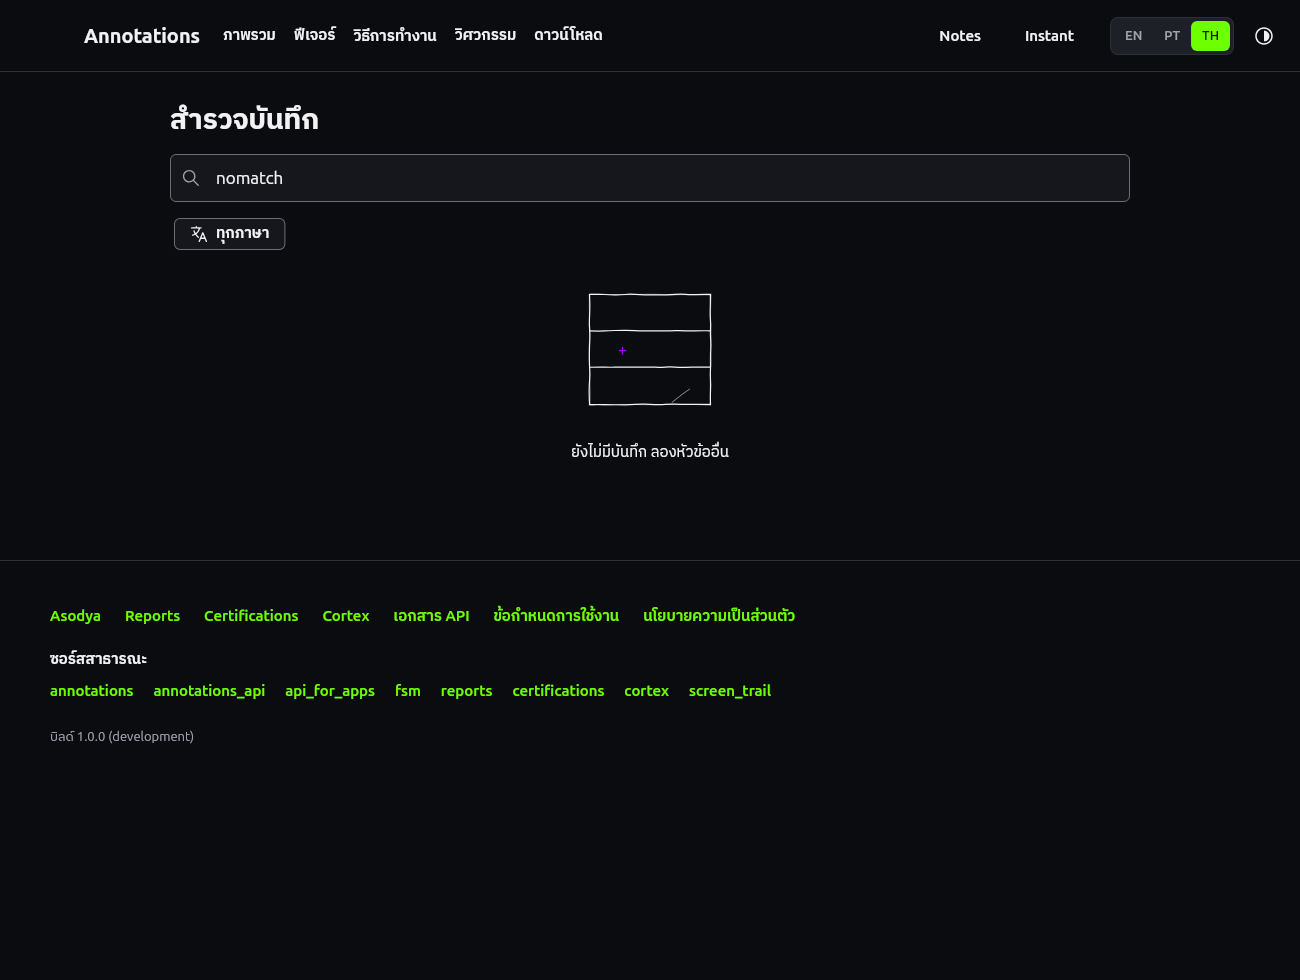 Annotations ภาพรวม ฟีเจอร์ วิธีการทำงาน วิศวกรรม ดาวน์โหลด Notes Instant EN PT TH
สำรวจบันทึก
nomatch
ทุกภาษา
ยังไม่มีบันทึก ลองหัวข้ออื่น
Asodya Reports Certifications Cortex เอกสาร API ข้อกำหนดการใช้งาน นโยบายความเป็นส่วนตัว
ซอร์สสาธารณะ
annotations annotations_api api_for_apps fsm reports certifications cortex screen_trail
บิลด์ 1.0.0 (development)